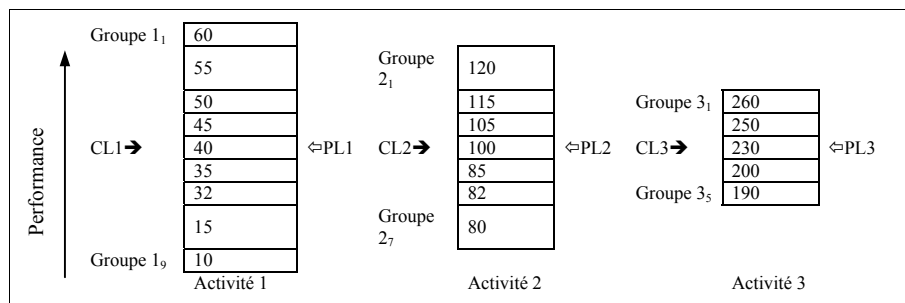 Groupe 1₁ 60
55 Groupe 2₁ 120
50 115 Groupe 3₁ 260
45 105 250
CL1➔ 40 ⇦PL1 CL2➔ 100 ⇦PL2 CL3➔ 230 ⇦PL3
35 85 200
32 82 Groupe 3₅ 190
15 Groupe 2₇ 80
Groupe 1₉ 10
Performance
Activité 1 Activité 2 Activité 3